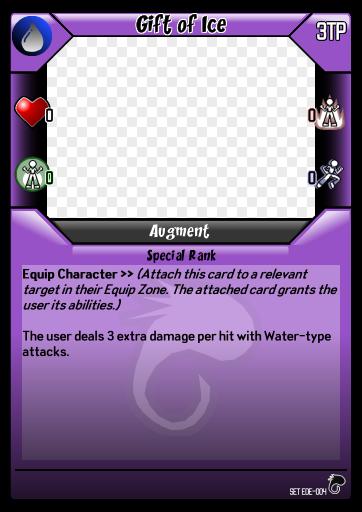 Gift of Ice
3TP
0
0
0
0
Augment
Special Rank
Equip Character >> (Attach this card to a relevant
target in their Equip Zone. The attached card grants the
user its abilities.)
The user deals 3 extra damage per hit with Water-type
attacks.
SET EDE-004